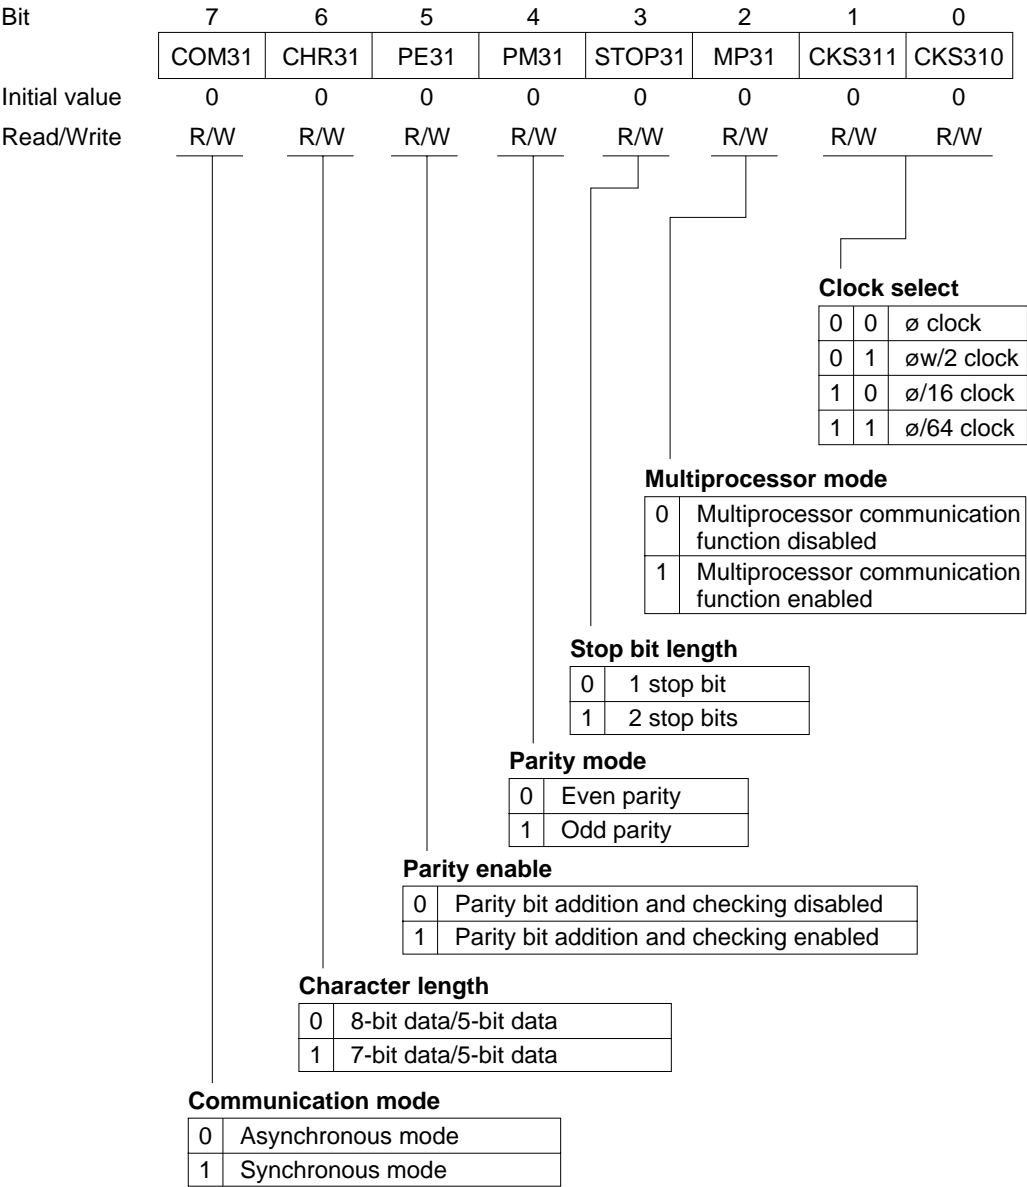 Bit 7 6 5 4 3 2 1 0
COM31 CHR31 PE31 PM31 STOP31 MP31 CKS311 CKS310
Initial value 0 0 0 0 0 0 0 0
Read/Write R/W R/W R/W R/W R/W R/W R/W R/W
Clock select
0 0 ø clock
0 1 øw/2 clock
1 0 ø/16 clock
1 1 ø/64 clock
Multiprocessor mode
0 Multiprocessor communication
function disabled
1 Multiprocessor communication
function enabled
Stop bit length
0 1 stop bit
1 2 stop bits
Parity mode
0 Even parity
1 Odd parity
Parity enable
0 Parity bit addition and checking disabled
1 Parity bit addition and checking enabled
Character length
0 8-bit data/5-bit data
1 7-bit data/5-bit data
Communication mode
0 Asynchronous mode
1 Synchronous mode